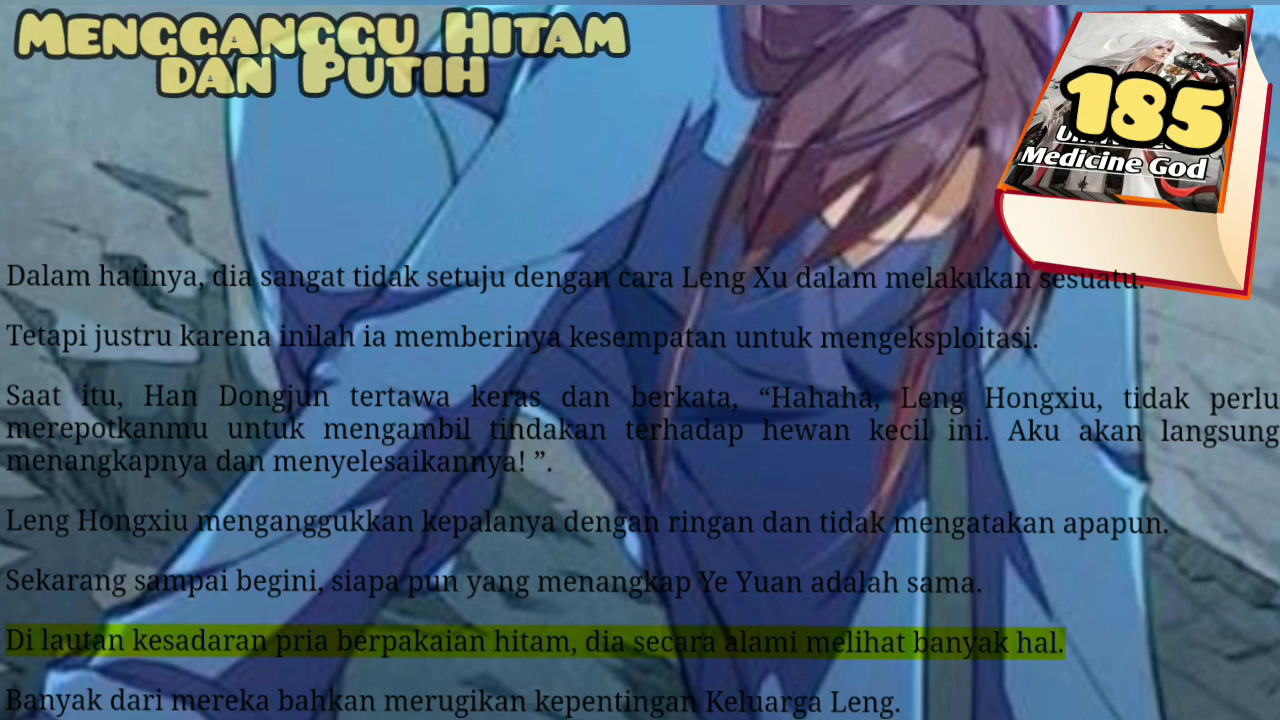 Mengganggu Hitam
dan Putih
185
Medicine God
Dalam hatinya, dia sangat tidak setuju dengan cara Leng Xu dalam melakukan sesuatu.
Tetapi justru karena inilah ia memberinya kesempatan untuk mengeksploitasi.
Saat itu, Han Dongjun tertawa keras dan berkata, “Hahaha, Leng Hongxiu, tidak perlu
merepotkanmu untuk mengambil tindakan terhadap hewan kecil ini. Aku akan langsung
menangkapnya dan menyelesaikannya! ”.
Leng Hongxiu menganggukkan kepalanya dengan ringan dan tidak mengatakan apapun.
Sekarang sampai begini, siapa pun yang menangkap Ye Yuan adalah sama.
Di lautan kesadaran pria berpakaian hitam, dia secara alami melihat banyak hal.
Banyak dari mereka bahkan merugikan kepentingan Keluarga Leng.